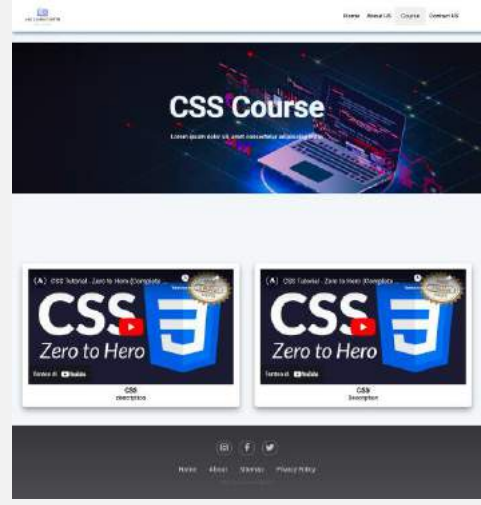 Home About US Course Contact US
CSS Course
Lorem ipsum dolor sit amet consectetur adipisicing elit.
CSS Tutorial - Zero to Hero (Complete ...
CSS
Zero to Hero
YouTube
CSS
Description
CSS Tutorial - Zero to Hero (Complete ...
CSS
Zero to Hero
YouTube
CSS
Description
Home About Sitemap Privacy Policy